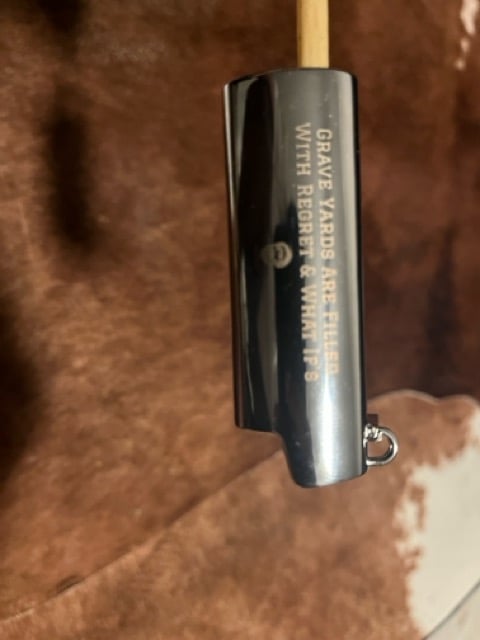 Grave Yards Are Filled
With Regret & What If's